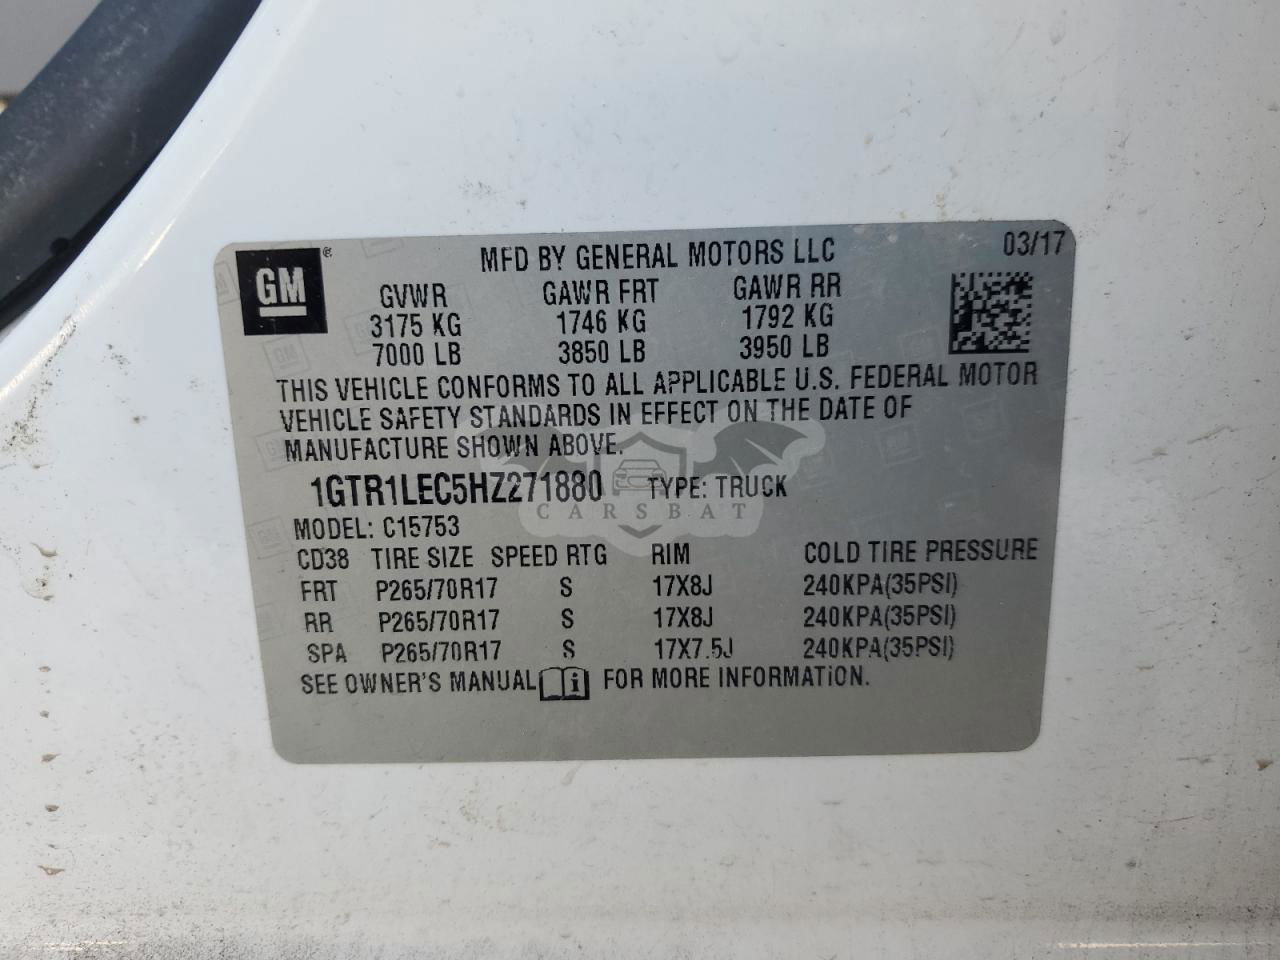 GM ® MFD BY GENERAL MOTORS LLC 03/17
GVWR GAWR FRT GAWR RR
3175 KG 1746 KG 1792 KG
7000 LB 3850 LB 3950 LB
THIS VEHICLE CONFORMS TO ALL APPLICABLE U.S. FEDERAL MOTOR
VEHICLE SAFETY STANDARDS IN EFFECT ON THE DATE OF
MANUFACTURE SHOWN ABOVE.
1GTR1LEC5HZ271880 TYPE: TRUCK
CARSBAT
MODEL: C15753
CD38 TIRE SIZE SPEED RTG RIM COLD TIRE PRESSURE
FRT P265/70R17 S 17X8J 240KPA(35PSI)
RR P265/70R17 S 17X8J 240KPA(35PSI)
SPA P265/70R17 S 17X7.5J 240KPA(35PSI)
SEE OWNER'S MANUAL i FOR MORE INFORMATION.